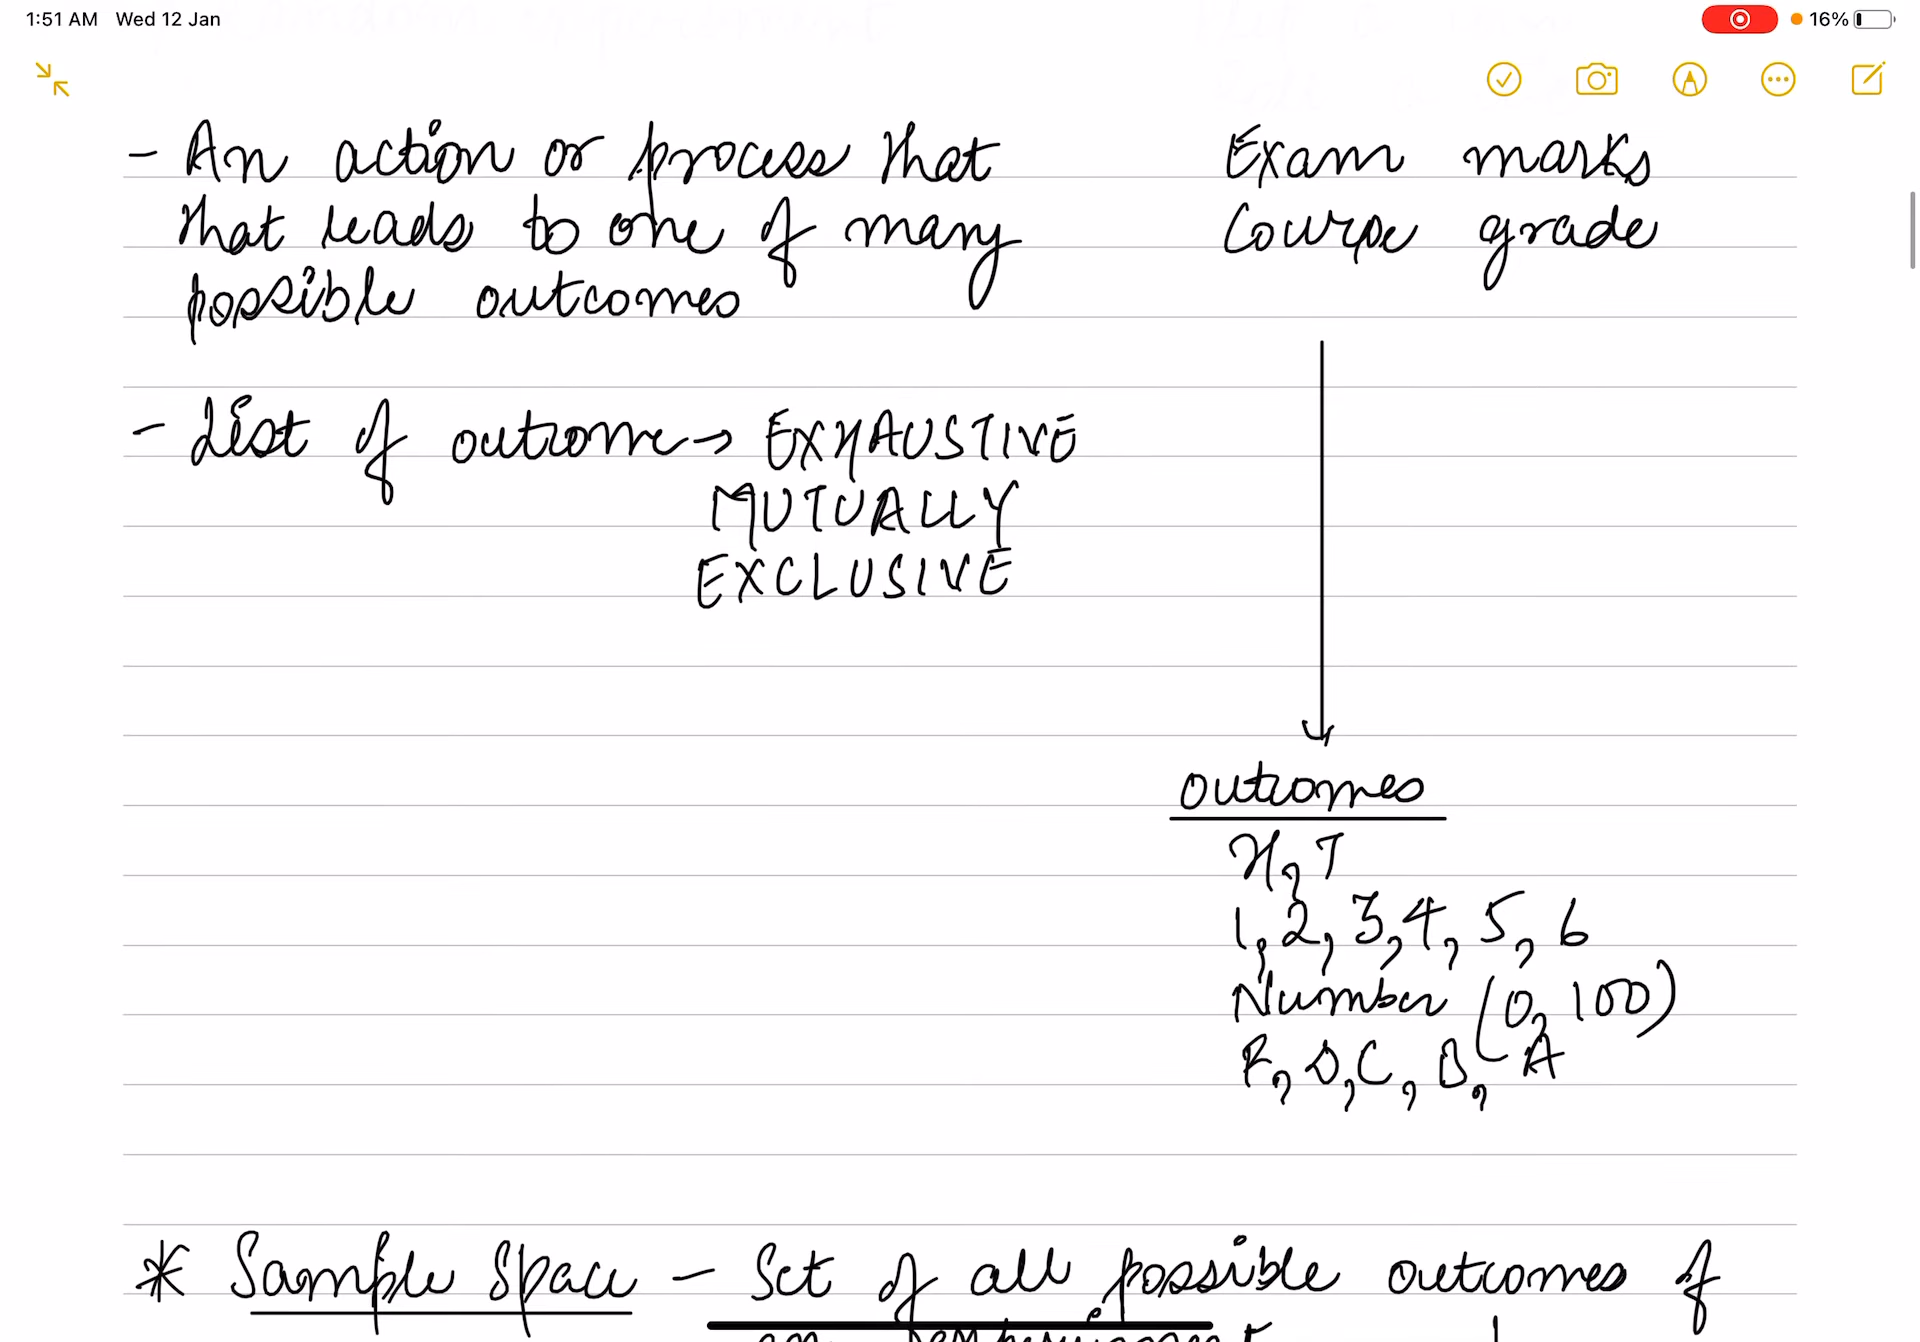 1:51 AM Wed 12 Jan
16%
- An action or process that
that leads to one of many
possible outcomes
Exam marks
Course grade
- List of outcome → EXHAUSTIVE
MUTUALLY
EXCLUSIVE
outcomes
H, T
1, 2, 3, 4, 5, 6
Number (0, 100)
F, D, C, B, A
* Sample Space - Set of all possible outcomes of